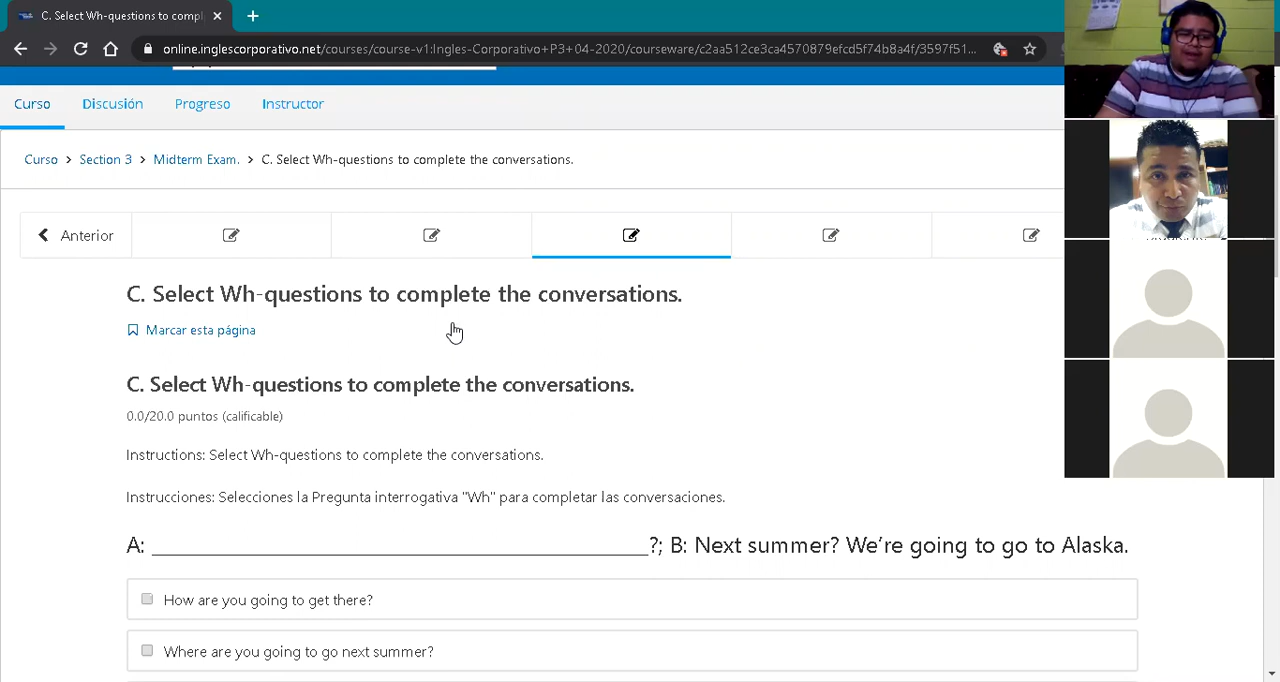 C. Select Wh-questions to compl
online.inglescorporativo.net/courses/course-v1:Ingles-Corporativo+P3+04-2020/courseware/c2aa512ce3ca4570879efcd5f74b8a4f/3597f51...
Curso Discusión Progreso Instructor
Curso > Section 3 > Midterm Exam. > C. Select Wh-questions to complete the conversations.
Anterior
C. Select Wh-questions to complete the conversations.
Marcar esta página
C. Select Wh-questions to complete the conversations.
0.0/20.0 puntos (calificable)
Instructions: Select Wh-questions to complete the conversations.
Instrucciones: Selecciones la Pregunta interrogativa "Wh" para completar las conversaciones.
A: ______________________________________?; B: Next summer? We're going to go to Alaska.
How are you going to get there?
Where are you going to go next summer?